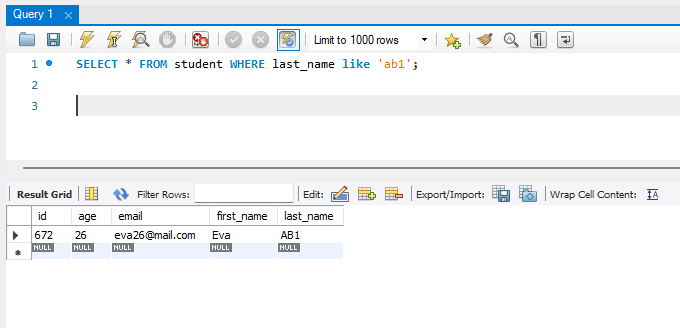 Query 1
Limit to 1000 rows
1 SELECT * FROM student WHERE last_name like 'ab1';
2
3
Result Grid Filter Rows: Edit: Export/Import: Wrap Cell Content:
id age email first_name last_name
672 26 eva26@mail.com Eva AB1
NULL NULL NULL NULL NULL